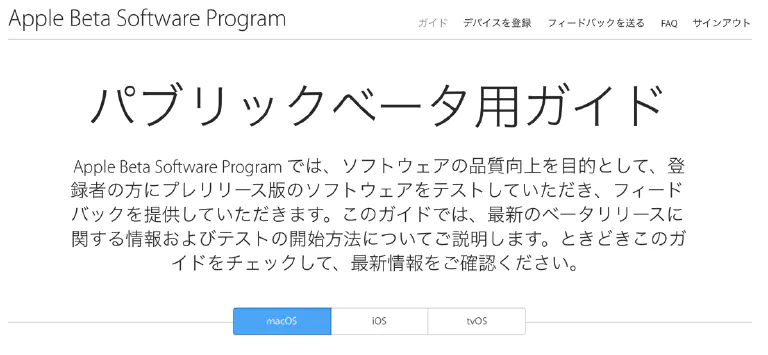 Apple Beta Software Program
ガイド デバイスを登録 フィードバックを送る FAQ サインアウト
パブリックベータ用ガイド
Apple Beta Software Program では、ソフトウェアの品質向上を目的として、登
録者の方にプレリリース版のソフトウェアをテストしていただき、フィード
バックを提供していただきます。このガイドでは、最新のベータリリースに
関する情報およびテストの開始方法についてご説明します。ときどきこのガ
イドをチェックして、最新情報をご確認ください。
macOS iOS tvOS